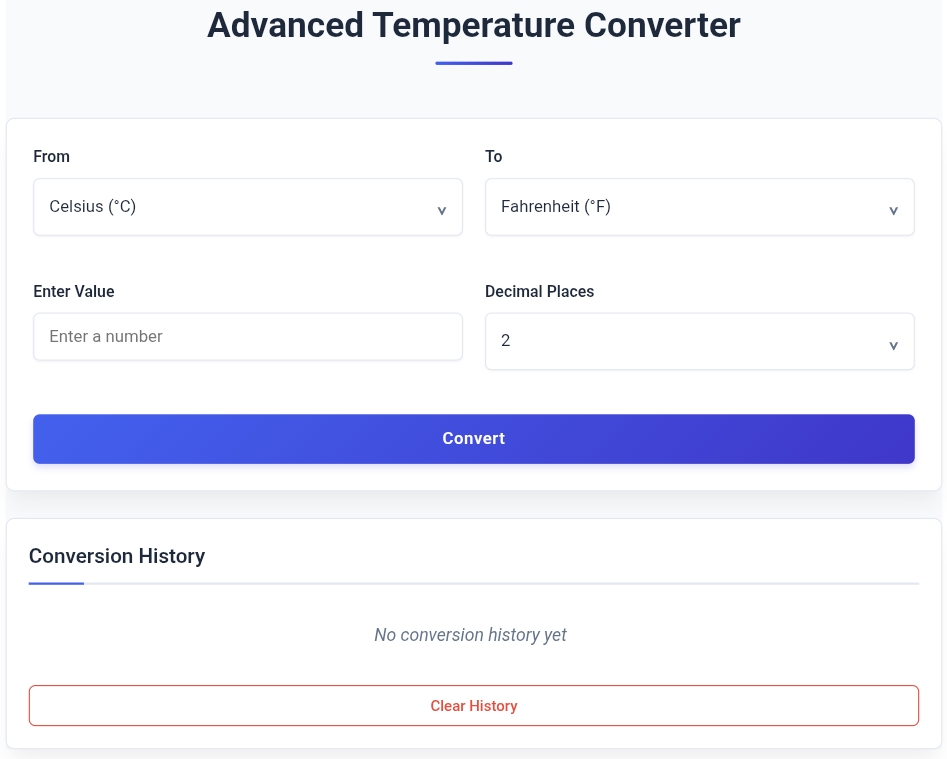 Advanced Temperature Converter
From
To
Celsius (°C)
Fahrenheit (°F)
Enter Value
Decimal Places
Enter a number
2
Convert
Conversion History
No conversion history yet
Clear History